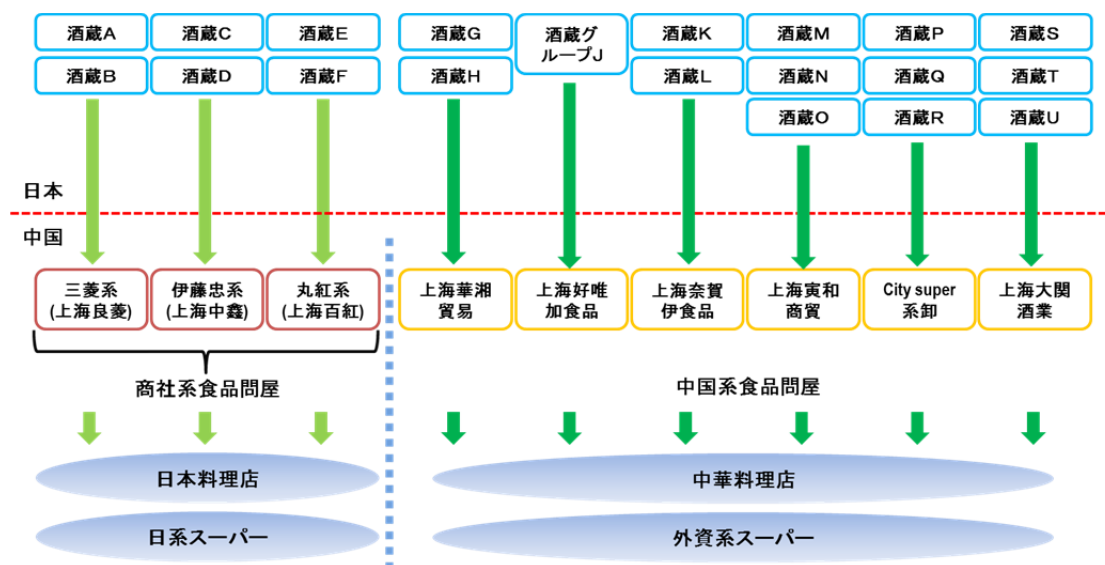 酒蔵A
酒蔵C
酒蔵E
酒蔵G
酒蔵グ
ループJ
酒蔵K
酒蔵M
酒蔵P
酒蔵S
酒蔵B
酒蔵D
酒蔵F
酒蔵H
酒蔵L
酒蔵N
酒蔵Q
酒蔵T
酒蔵O
酒蔵R
酒蔵U
日本
中国
三菱系
(上海良菱)
伊藤忠系
(上海中鑫)
丸紅系
(上海百紅)
上海華湘
貿易
上海好唯
加食品
上海奈賀
伊食品
上海寅和
商貿
City super
系卸
上海大関
酒業
商社系食品問屋
中国系食品問屋
日本料理店
中華料理店
日系スーパー
外資系スーパー